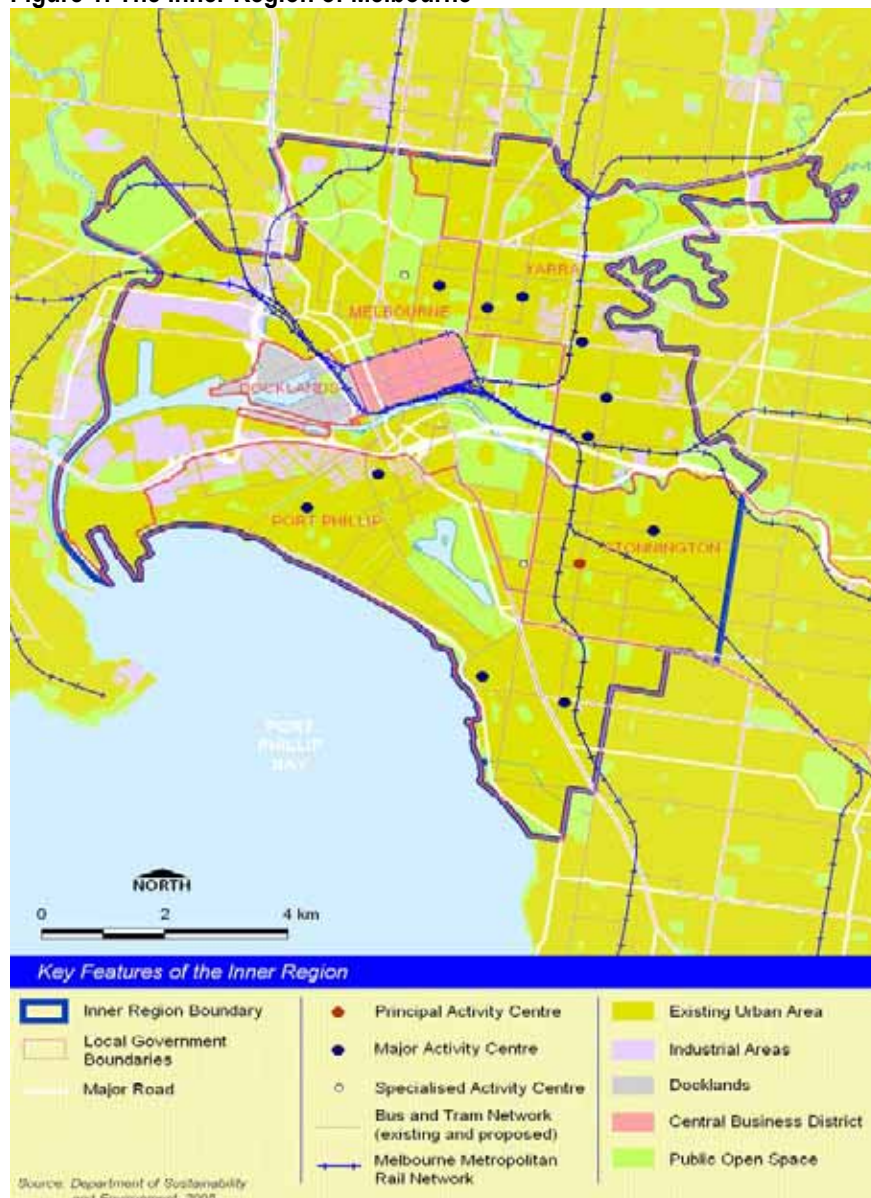 Figure 1: The Inner Region of Melbourne
YARRA
MELBOURNE
DOCKLANDS
PORT PHILLIP
STONNINGTON
PORT
PHILLIP
BAY
NORTH
0 2 4 km
Key Features of the Inner Region
Inner Region Boundary
Local Government
Boundaries
Major Road
Principal Activity Centre
Major Activity Centre
Specialised Activity Centre
Bus and Tram Network
(existing and proposed)
Melbourne Metropolitan
Rail Network
Existing Urban Area
Industrial Areas
Docklands
Central Business District
Public Open Space
Source: Department of Sustainability
and Environment